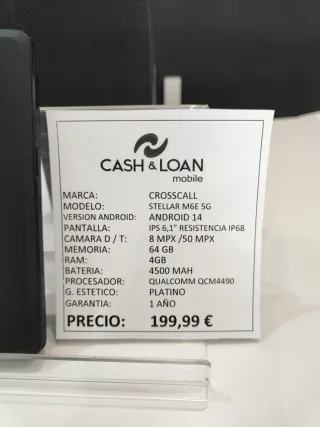 CASH & LOAN
mobile
MARCA: CROSSCALL
MODELO: STELLAR M6E 5G
VERSION ANDROID: ANDROID 14
PANTALLA: IPS 6,1" RESISTENCIA IP68
CAMARA D / T: 8 MPX /50 MPX
MEMORIA: 64 GB
RAM: 4GB
BATERIA: 4500 MAH
PROCESADOR: QUALCOMM QCM4490
G. ESTETICO: PLATINO
GARANTIA: 1 AÑO
PRECIO: 199,99 €